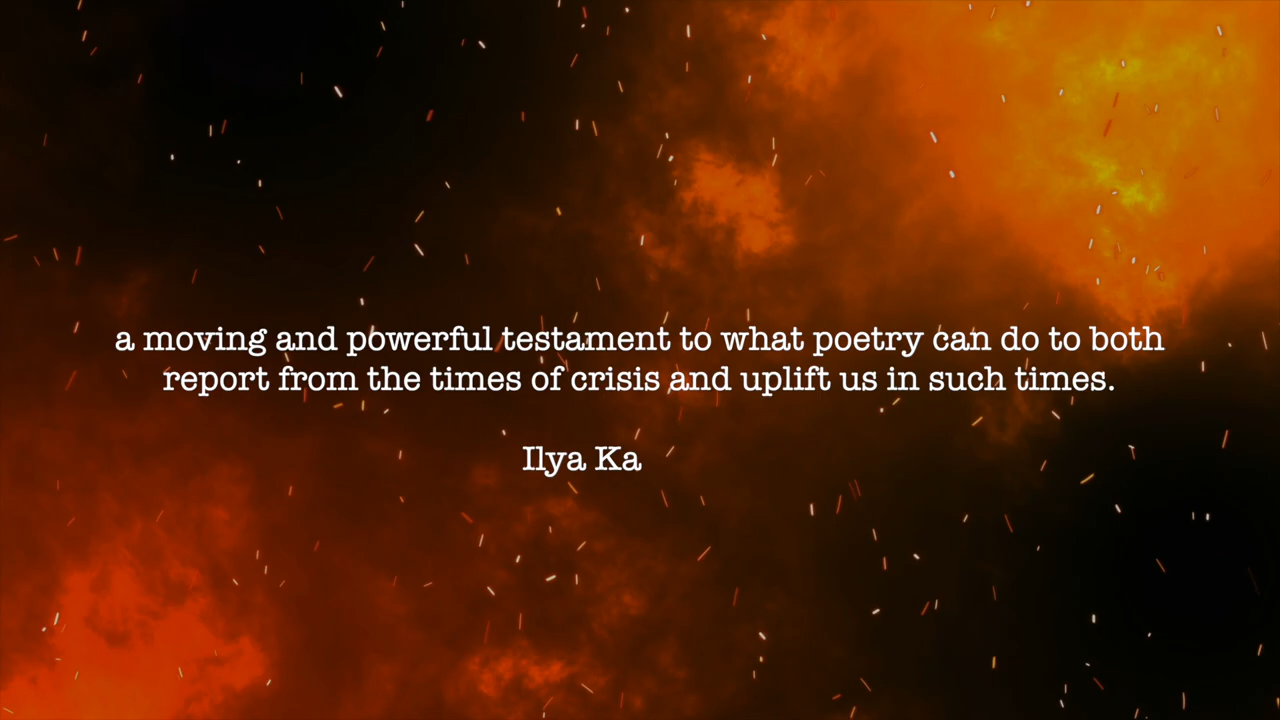 a moving and powerful testament to what poetry can do to both
report from the times of crisis and uplift us in such times.
Ilya Ka